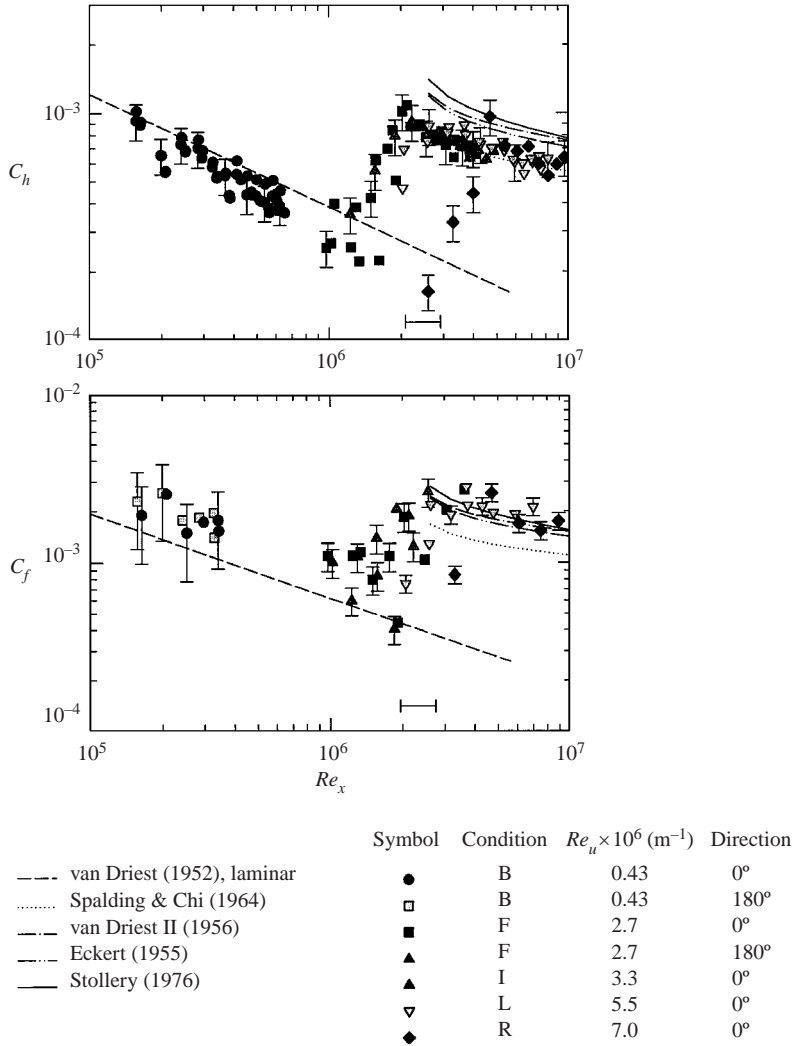 10⁻³
C_h
10⁻⁴
10⁵
10⁶
10⁷
10⁻²
10⁻³
C_f
10⁻⁴
10⁵
10⁶
10⁷
Re_x
Symbol Condition Re_u×10⁶ (m⁻¹) Direction
van Driest (1952), laminar
Spalding & Chi (1964)
van Driest II (1956)
Eckert (1955)
Stollery (1976)
B 0.43 0º
B 0.43 180º
F 2.7 0º
F 2.7 180º
I 3.3 0º
L 5.5 0º
R 7.0 0º